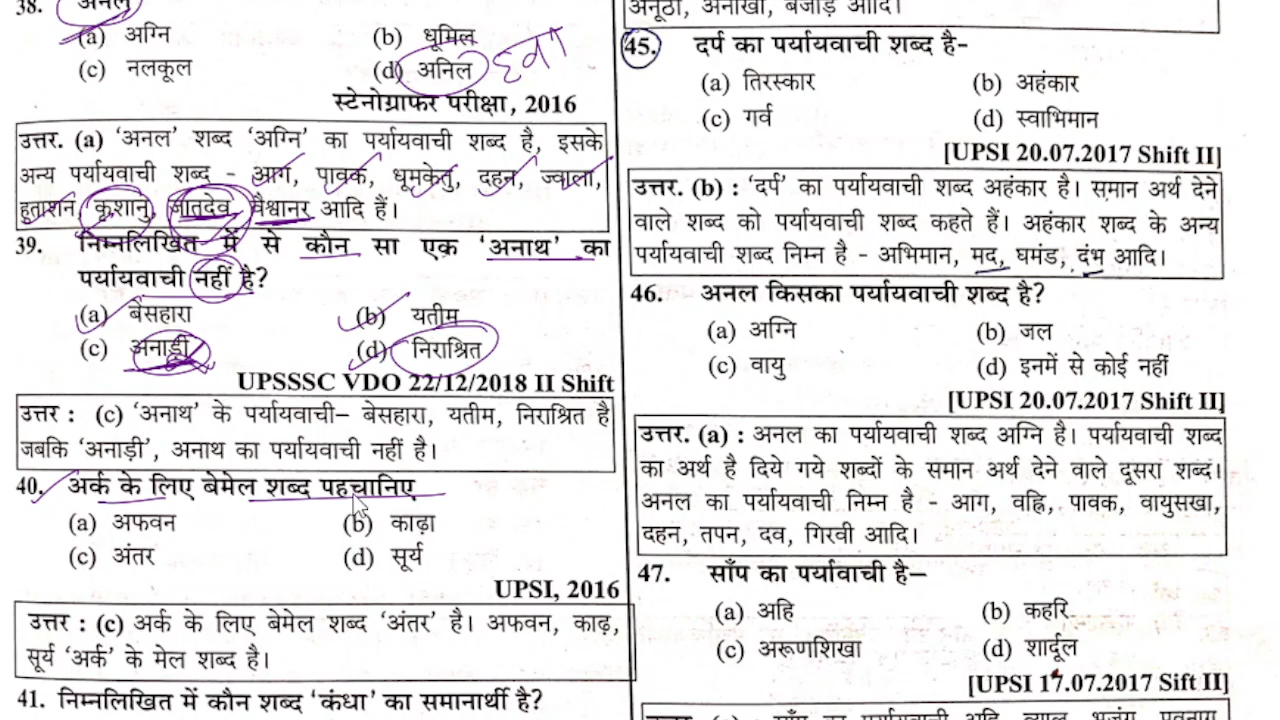 38. अनल
(a) अग्नि (b) धूमिल
(c) नलकूल (d) अनिल हवा
स्टेनोग्राफर परीक्षा, 2016
उत्तर. (a) ‘अनल’ शब्द ‘अग्नि’ का पर्यायवाची शब्द है, इसके
अन्य पर्यायवाची शब्द - आग, पावक, धूमकेतु, दहन, ज्वाला,
हुताशन, कृशानु, जातदेव, वैश्वानर आदि हैं।
39. निम्नलिखित में से कौन सा एक ‘अनाथ’ का
पर्यायवाची नहीं है?
(a) बेसहारा (b) यतीम
(c) अनाड़ी (d) निराश्रित
UPSSSC VDO 22/12/2018 II Shift
उत्तर : (c) ‘अनाथ’ के पर्यायवाची– बेसहारा, यतीम, निराश्रित है
जबकि ‘अनाड़ी’, अनाथ का पर्यायवाची नहीं है।
40. अर्क के लिए बेमेल शब्द पहचानिए
(a) अफवन (b) काढ़ा
(c) अंतर (d) सूर्य
UPSI, 2016
उत्तर : (c) अर्क के लिए बेमेल शब्द ‘अंतर’ है। अफवन, काढ़,
सूर्य ‘अर्क’ के मेल शब्द है।
41. निम्नलिखित में कौन शब्द ‘कंधा’ का समानार्थी है?
अनूठा, अनोखा, बेजोड़ आदि।
45. दर्प का पर्यायवाची शब्द है-
(a) तिरस्कार (b) अहंकार
(c) गर्व (d) स्वाभिमान
[UPSI 20.07.2017 Shift II]
उत्तर. (b) : ‘दर्प’ का पर्यायवाची शब्द अहंकार है। समान अर्थ देने
वाले शब्द को पर्यायवाची शब्द कहते हैं। अहंकार शब्द के अन्य
पर्यायवाची शब्द निम्न है - अभिमान, मद, घमंड, दंभ आदि।
46. अनल किसका पर्यायवाची शब्द है?
(a) अग्नि (b) जल
(c) वायु (d) इनमें से कोई नहीं
[UPSI 20.07.2017 Shift II]
उत्तर. (a) : अनल का पर्यायवाची शब्द अग्नि है। पर्यायवाची शब्द
का अर्थ है दिये गये शब्दों के समान अर्थ देने वाले दूसरा शब्द।
अनल का पर्यायवाची निम्न है - आग, वह्नि, पावक, वायुसखा,
दहन, तपन, दव, गिरवी आदि।
47. साँप का पर्यावाची है–
(a) अहि (b) कहरि
(c) अरूणशिखा (d) शार्दूल
[UPSI 17.07.2017 Sift II]